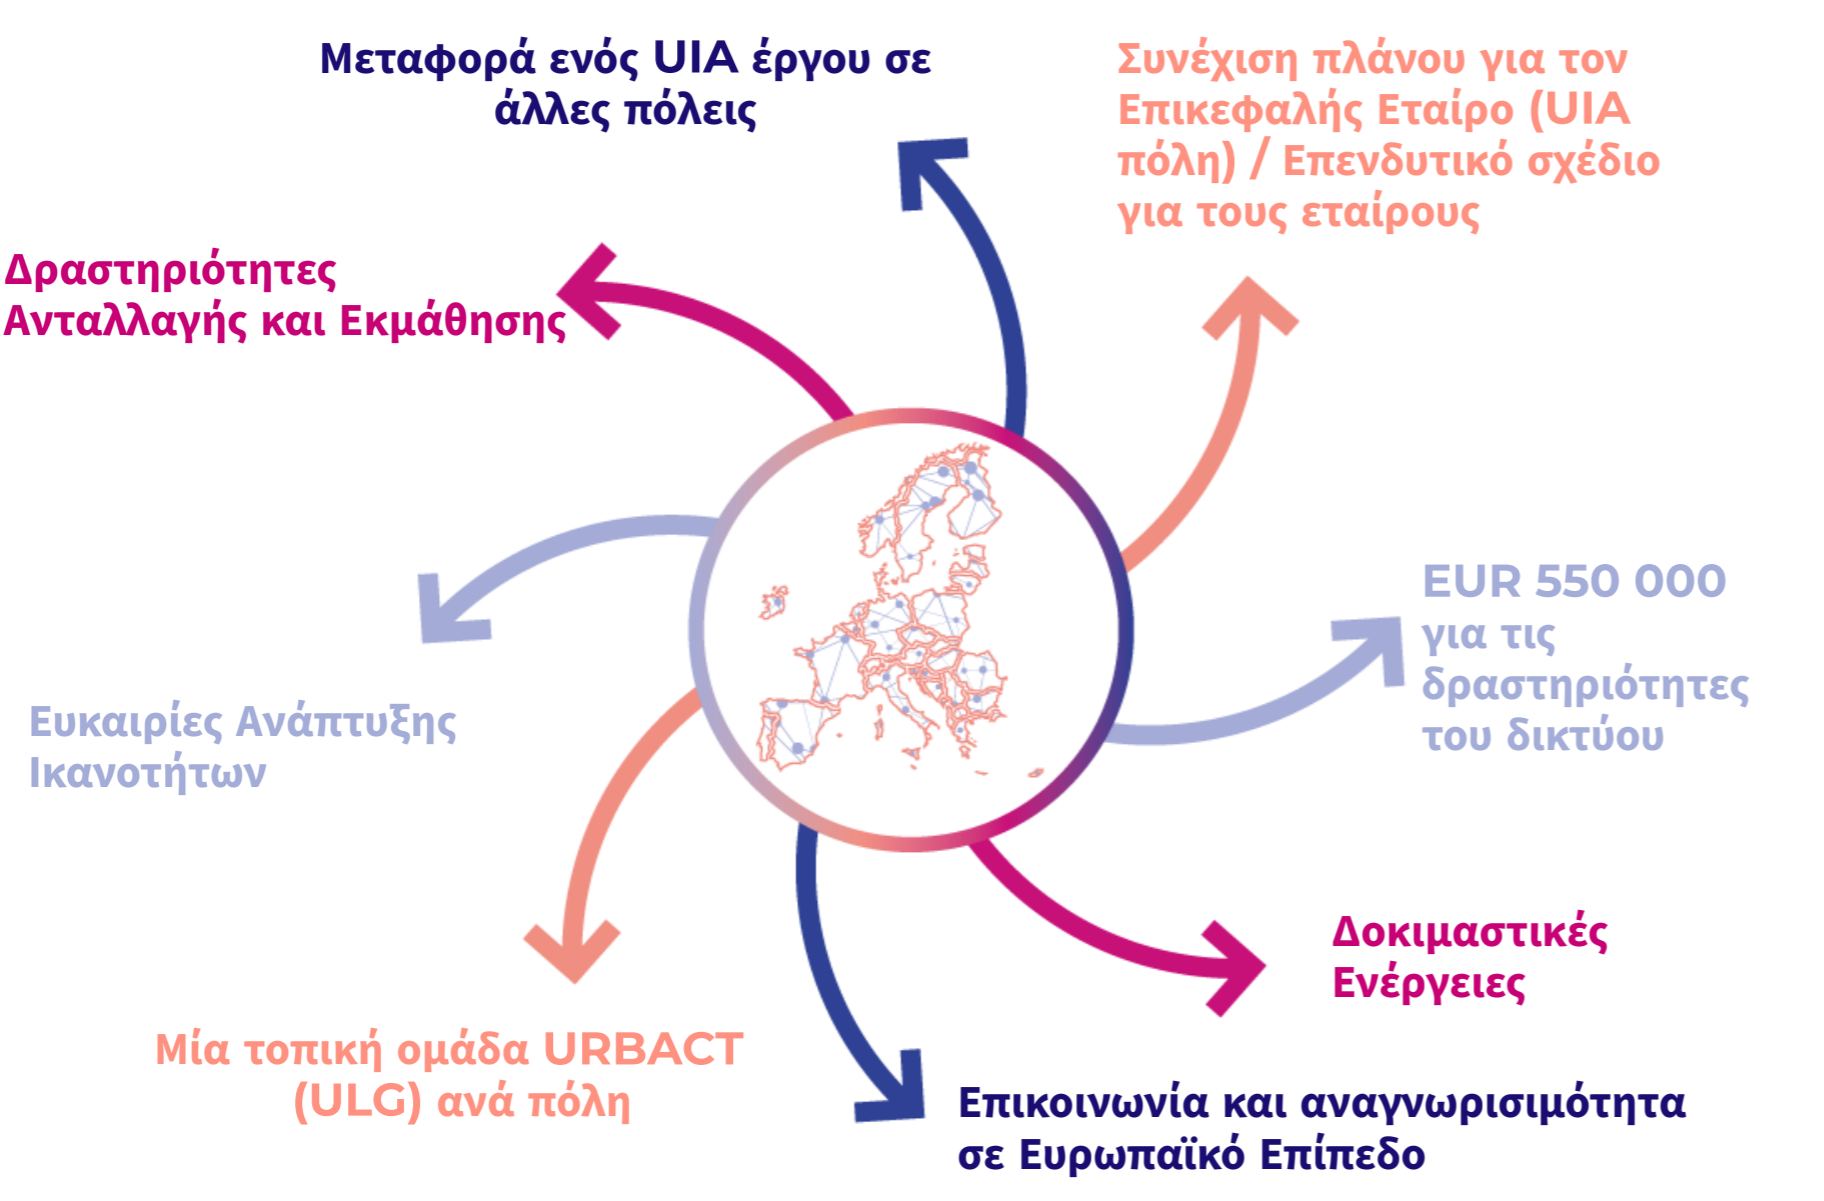 Μεταφορά ενός UIA έργου σε
άλλες πόλεις
Συνέχιση πλάνου για τον
Επικεφαλής Εταίρο (UIA
πόλη) / Επενδυτικό σχέδιο
για τους εταίρους
Δραστηριότητες
Ανταλλαγής και Εκμάθησης
EUR 550 000
για τις
δραστηριότητες
του δικτύου
Ευκαιρίες Ανάπτυξης
Ικανοτήτων
Δοκιμαστικές
Ενέργειες
Μία τοπική ομάδα URBACT
(ULG) ανά πόλη
Επικοινωνία και αναγνωρισιμότητα
σε Ευρωπαϊκό Επίπεδο